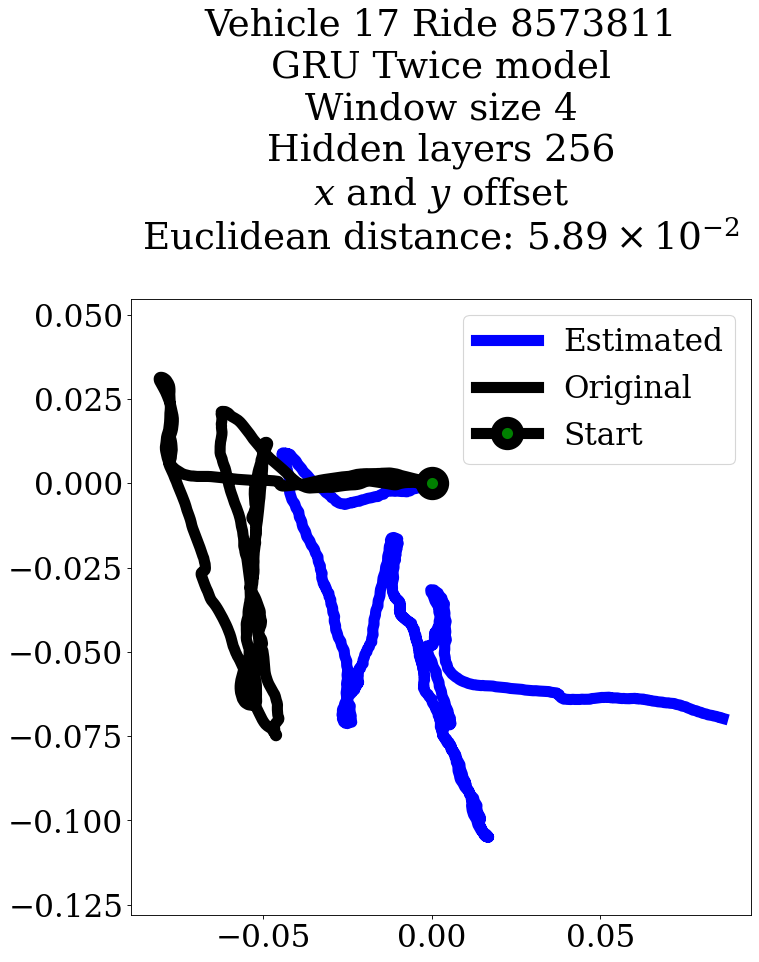 Vehicle 17 Ride 8573811
GRU Twice model
Window size 4
Hidden layers 256
x and y offset
Euclidean distance: 5.89 × 10⁻²
Estimated
Original
Start
0.050
0.025
0.000
−0.025
−0.050
−0.075
−0.100
−0.125
−0.05 0.00 0.05